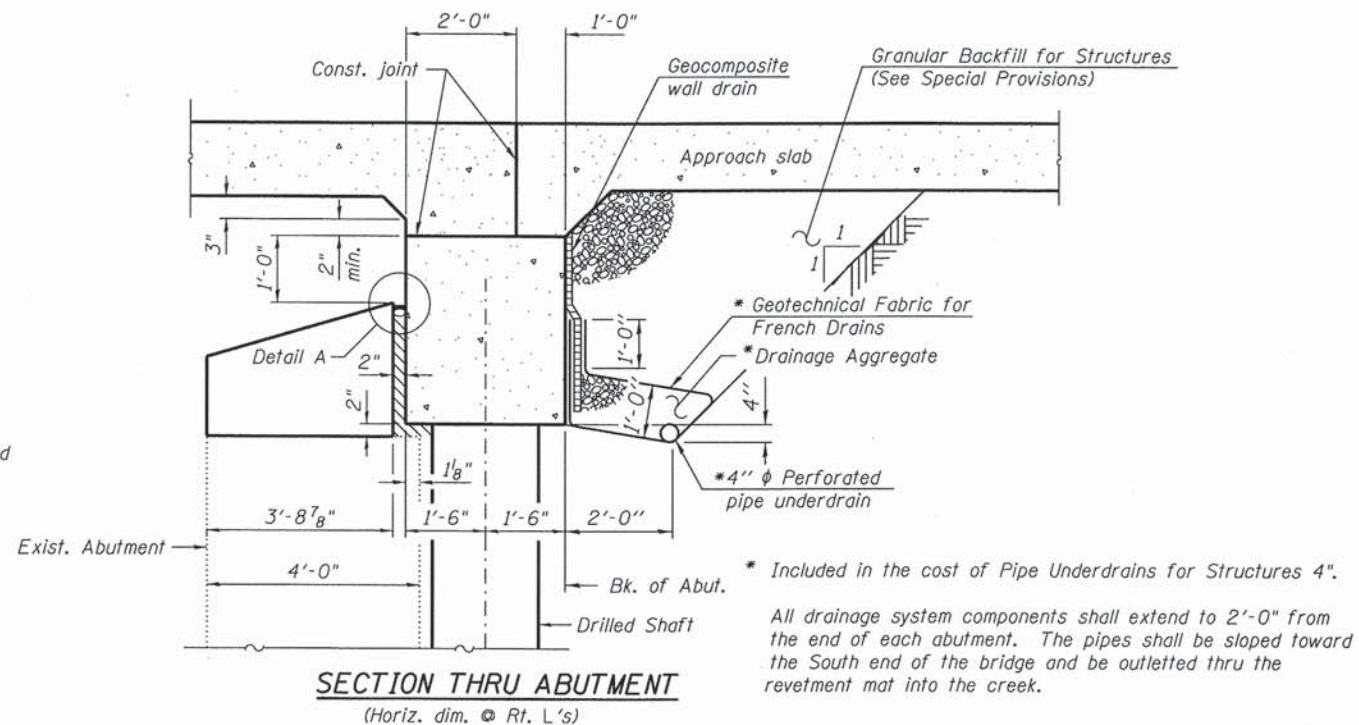 2'-0"
1'-0"
Const. joint
Geocomposite
wall drain
Granular Backfill for Structures
(See Special Provisions)
Approach slab
3"
1'-0"
2"
min.
1
1
* Geotechnical Fabric for
French Drains
1'-0"
Detail A
2"
* Drainage Aggregate
2"
1'-0"
4"
d
1⅛"
*4" ϕ Perforated
pipe underdrain
3'-8⅞"
1'-6"
1'-6"
2'-0"
Exist. Abutment
4'-0"
Bk. of Abut.
Drilled Shaft
* Included in the cost of Pipe Underdrains for Structures 4".
All drainage system components shall extend to 2'-0" from
the end of each abutment. The pipes shall be sloped toward
the South end of the bridge and be outletted thru the
revetment mat into the creek.
SECTION THRU ABUTMENT
(Horiz. dim. @ Rt. L's)